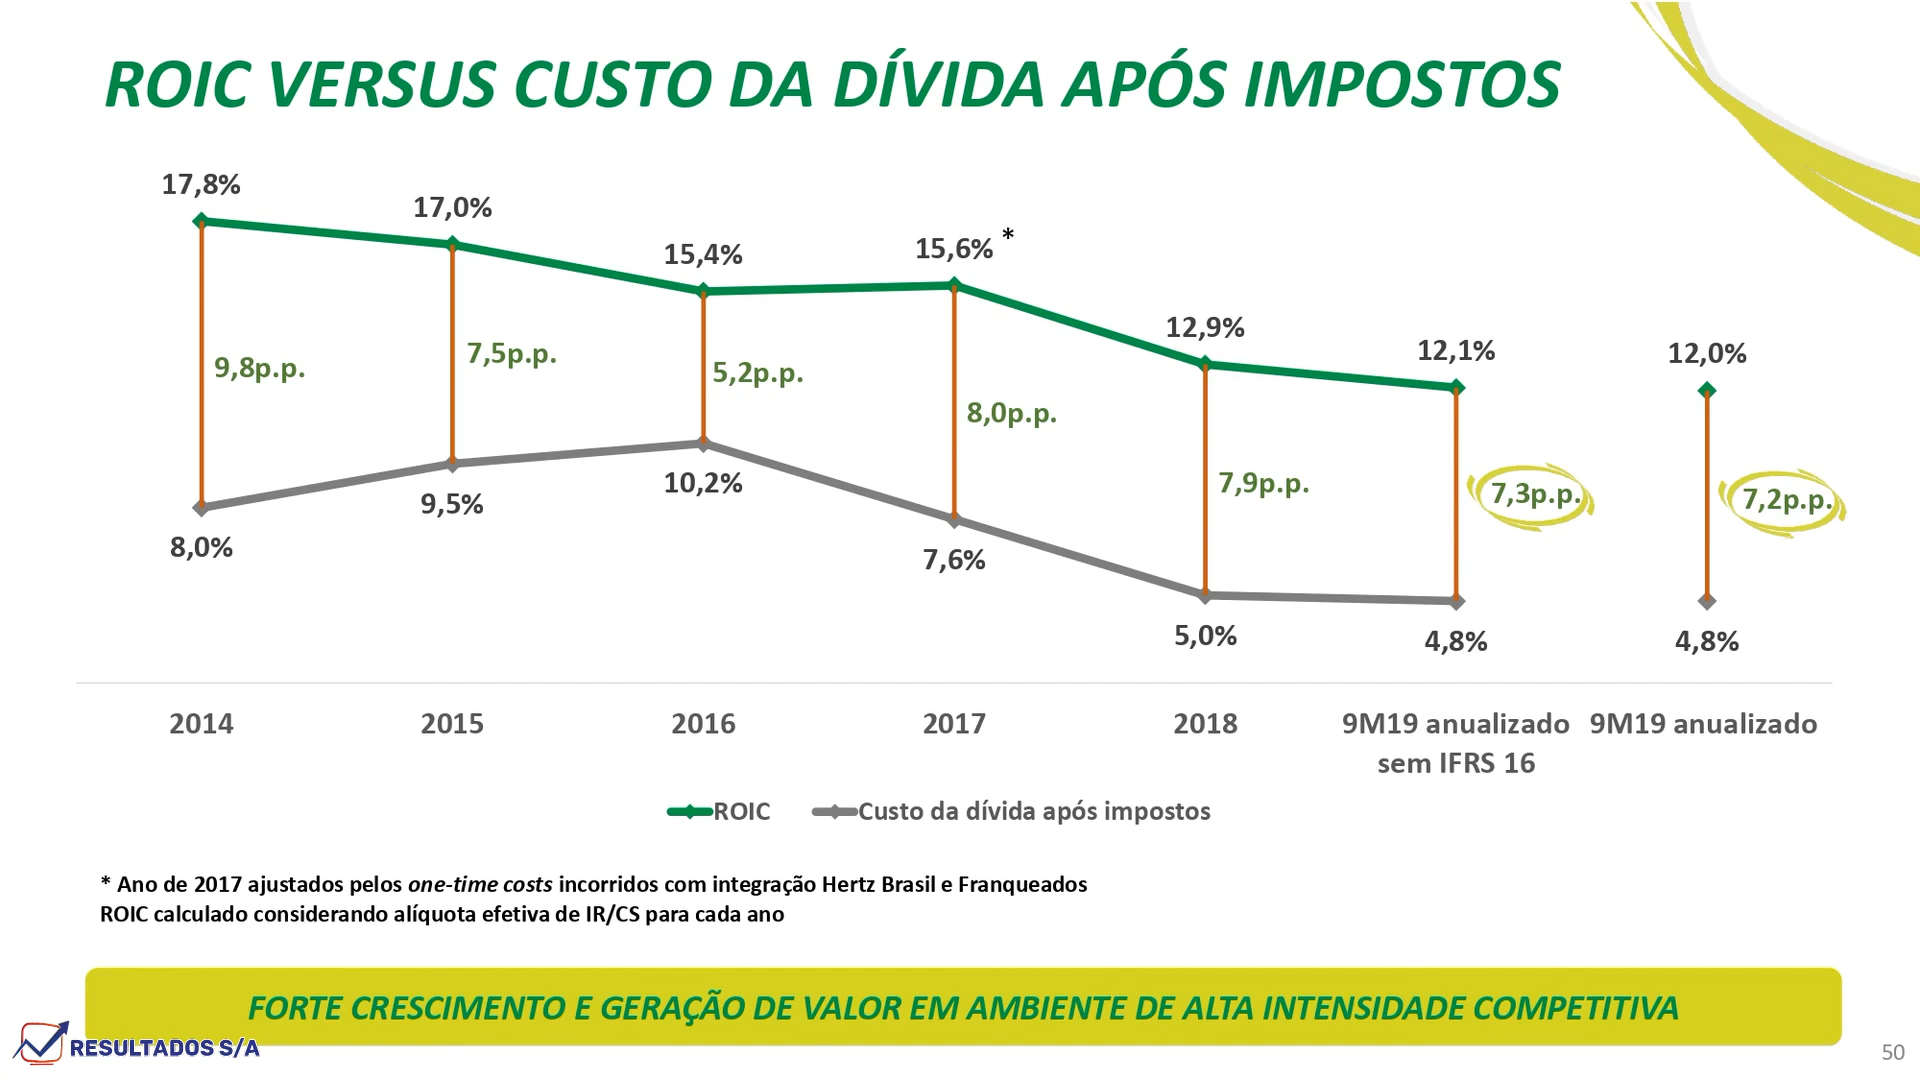 ROIC VERSUS CUSTO DA DÍVIDA APÓS IMPOSTOS
17,8%
17,0%
15,4%
15,6% *
12,9%
12,1%
12,0%
9,8p.p.
7,5p.p.
5,2p.p.
8,0p.p.
7,9p.p.
7,3p.p.
7,2p.p.
8,0%
9,5%
10,2%
7,6%
5,0%
4,8%
4,8%
2014
2015
2016
2017
2018
9M19 anualizado
sem IFRS 16
9M19 anualizado
ROIC
Custo da dívida após impostos
* Ano de 2017 ajustados pelos one-time costs incorridos com integração Hertz Brasil e Franqueados
ROIC calculado considerando alíquota efetiva de IR/CS para cada ano
FORTE CRESCIMENTO E GERAÇÃO DE VALOR EM AMBIENTE DE ALTA INTENSIDADE COMPETITIVA
RESULTADOS S/A
50